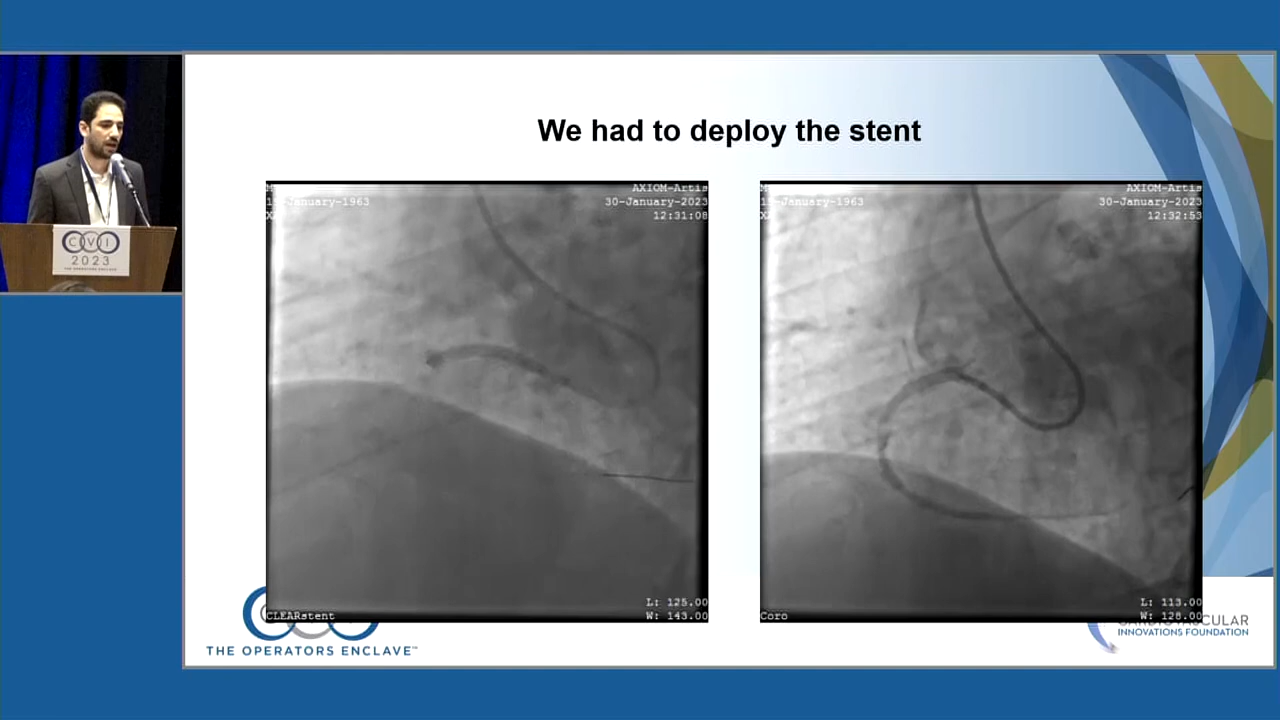 We had to deploy the stent
AXIOM-Artis
January-1963
30-January-2023
12:31:08
CLEARstent
L: 125.00
W: 143.00
AXIOM-Artis
January-1963
30-January-2023
12:32:53
Coro
L: 113.00
W: 128.00
CVI
2023
THE OPERATORS ENCLAVE
THE OPERATORS ENCLAVE™
CARDIOVASCULAR
INNOVATIONS FOUNDATION